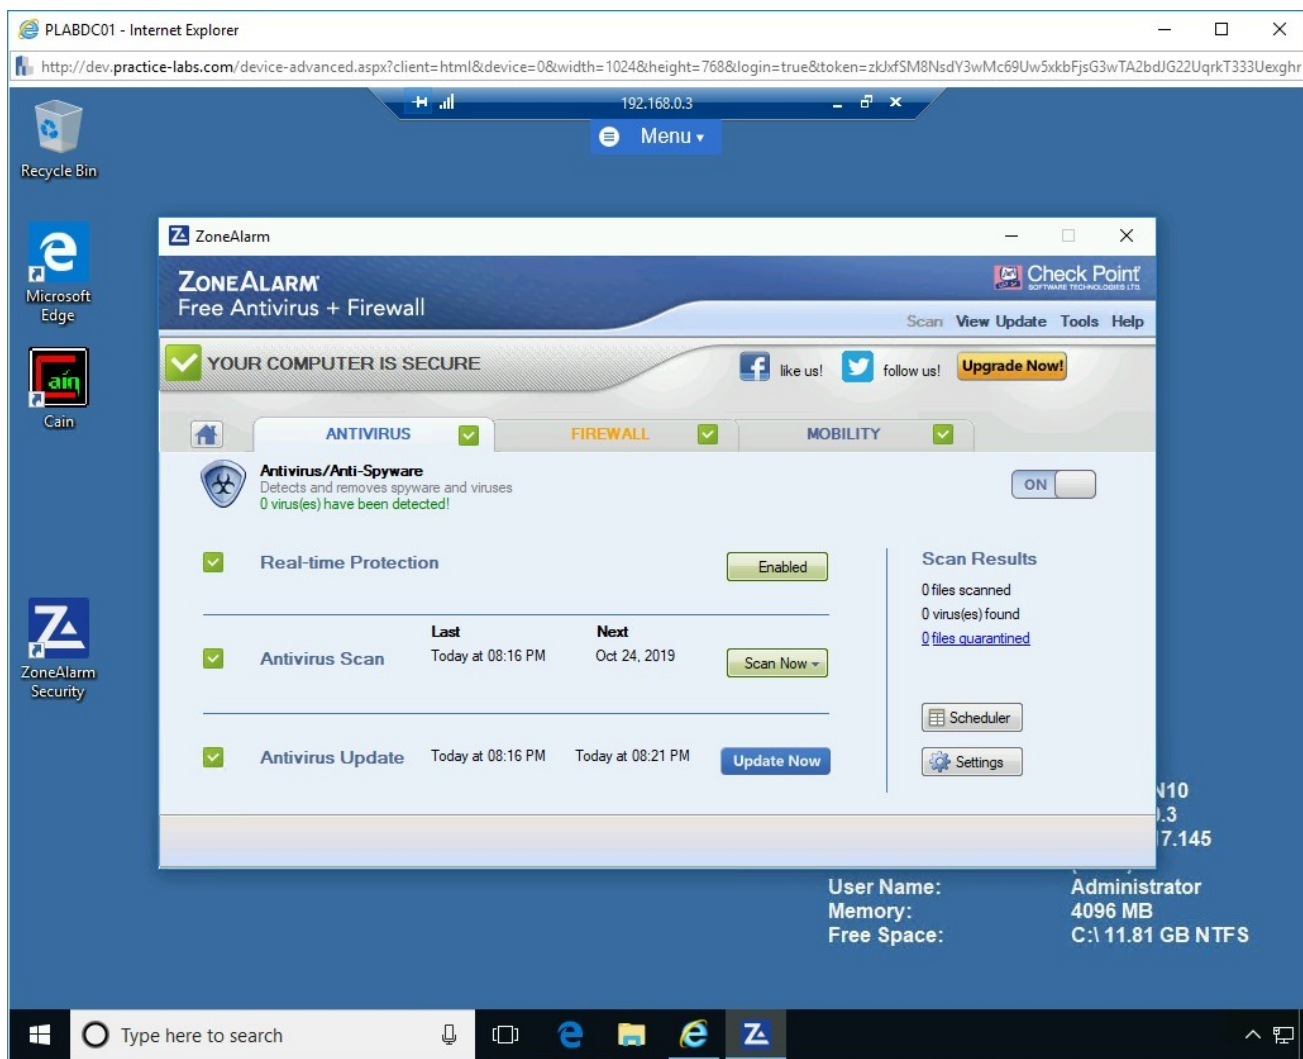 PLABDC01 - Internet Explorer
http://dev.practice-labs.com/device-advanced.aspx?client=html&device=0&width=1024&height=768&login=true&token=zkJxfSM8NsdY3wMc69Uw5xkbFjsG3wTA2bdJG22UqrkT333Uexghr
192.168.0.3
Menu
Recycle Bin
Microsoft
Edge
Cain
ZoneAlarm
Security
ZoneAlarm
ZONEALARM
Free Antivirus + Firewall
Check Point
SOFTWARE TECHNOLOGIES LTD.
Scan View Update Tools Help
YOUR COMPUTER IS SECURE
like us!
follow us!
Upgrade Now!
ANTIVIRUS
FIREWALL
MOBILITY
Antivirus/Anti-Spyware
Detects and removes spyware and viruses
0 virus(es) have been detected!
ON
Real-time Protection
Enabled
Last Next
Antivirus Scan Today at 08:16 PM Oct 24, 2019 Scan Now
Antivirus Update Today at 08:16 PM Today at 08:21 PM Update Now
Scan Results
0 files scanned
0 virus(es) found
0 files quarantined
Scheduler
Settings
N10
.3
7.145
User Name: Administrator
Memory: 4096 MB
Free Space: C:\ 11.81 GB NTFS
Type here to search